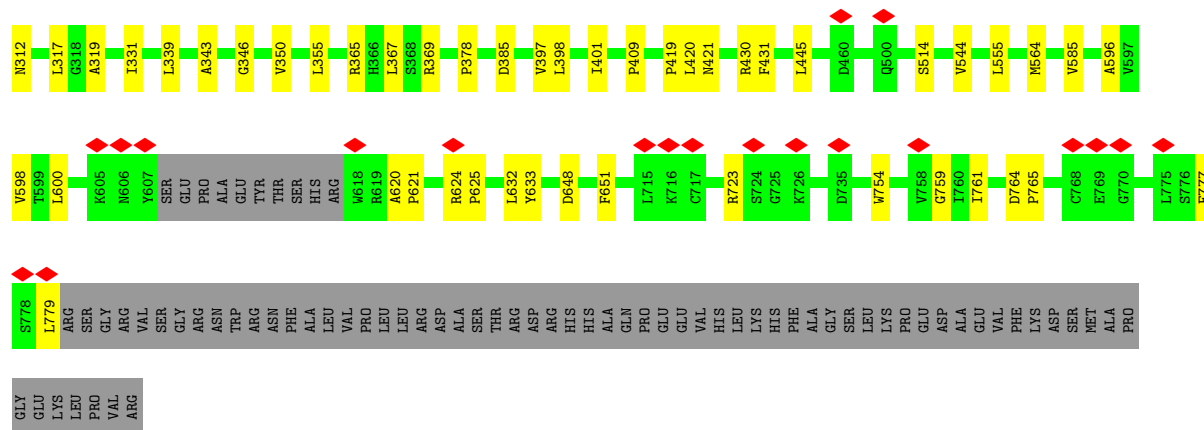 N312 L317 G318 A319 I331 L339 A343 G346 V350 L355 R365 H366 L367 S368 R369 P378 D385 V397 L398 I401 P409 P419 L420 N421 R430 F431 L445 D460 Q500 S514 V544 L555 M564 V585 A596 V597
V598 T599 L600 K605 N606 Y607 SER GLU PRO ALA GLU TYR THR SER HIS ARG W618 R619 A620 P621 R624 P625 L632 Y633 D648 F651 L715 K716 C717 R723 S724 G725 K726 D735 W754 V758 G759 I760 I761 D764 P765 C768 E769 G770 L775 S776
S778 L779 ARG SER GLY ARG VAL SER GLY ARG ASN TRP ARG ASN PHE ALA LEU VAL PRO LEU LEU ARG ASP ALA SER THR ARG ASP ARG HIS HIS ALA GLN PRO GLU GLU VAL HIS LEU LYS HIS PHE ALA GLY SER LEU LYS PRO GLU ASP ALA GLU VAL PHE LYS ASP SER MET ALA PRO
GLY GLU LYS LEU PRO VAL ARG